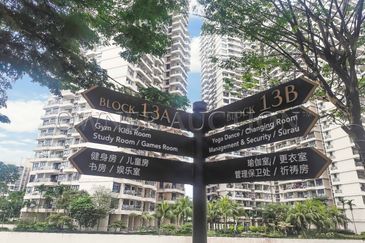 BLOCK 13A
Gym / Kids Room
Study Room / Games Room
健身房 / 儿童房
书房 / 娱乐室
13B
Yoga Dance / Changing Room
Management & Security / Surau
瑜伽室 / 更衣室
管理保卫处 / 祈祷房